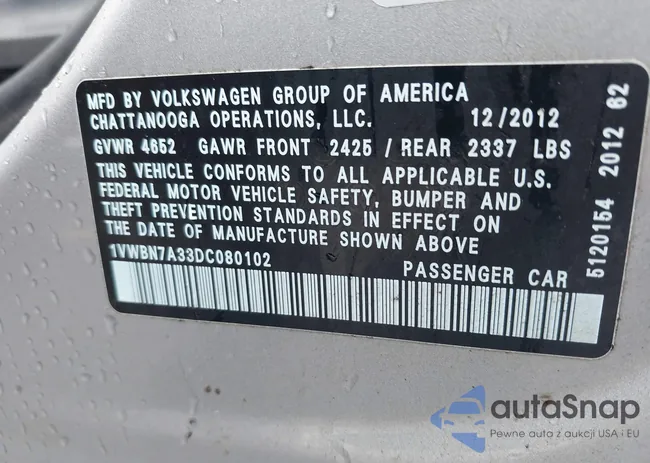 MFD BY VOLKSWAGEN GROUP OF AMERICA
CHATTANOOGA OPERATIONS, LLC. 12/2012
GVWR 4652 GAWR FRONT 2425 / REAR 2337 LBS
THIS VEHICLE CONFORMS TO ALL APPLICABLE U.S.
FEDERAL MOTOR VEHICLE SAFETY, BUMPER AND
THEFT PREVENTION STANDARDS IN EFFECT ON
THE DATE OF MANUFACTURE SHOWN ABOVE
1VWBN7A33DC080102 PASSENGER CAR
5120154 2012 62
autaSnap
Pewne auta z aukcji USA i EU